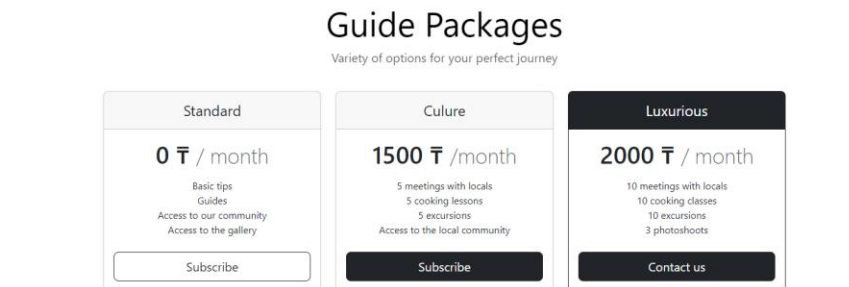 Guide Packages
Variety of options for your perfect journey
Standard
0 ₸ / month
Basic tips
Guides
Access to our community
Access to the gallery
Subscribe
Culure
1500 ₸ /month
5 meetings with locals
5 cooking lessons
5 excursions
Access to the local community
Subscribe
Luxurious
2000 ₸ / month
10 meetings with locals
10 cooking classes
10 excursions
3 photoshoots
Contact us